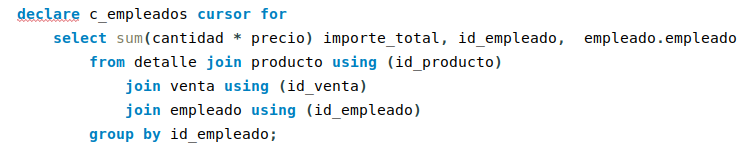 declare c_empleados cursor for
select sum(cantidad * precio) importe_total, id_empleado, empleado.empleado
from detalle join producto using (id_producto)
join venta using (id_venta)
join empleado using (id_empleado)
group by id_empleado;